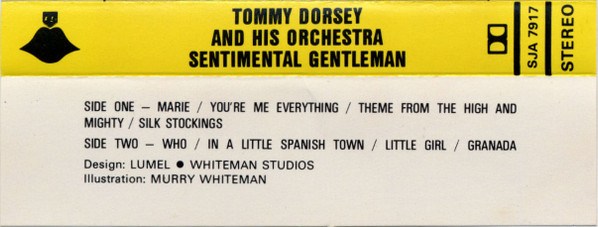 TOMMY DORSEY
AND HIS ORCHESTRA
SENTIMENTAL GENTLEMAN
SJA 7917
STEREO
SIDE ONE – MARIE / YOU'RE ME EVERYTHING / THEME FROM THE HIGH AND
MIGHTY / SILK STOCKINGS
SIDE TWO – WHO / IN A LITTLE SPANISH TOWN / LITTLE GIRL / GRANADA
Design: LUMEL ● WHITEMAN STUDIOS
Illustration: MURRY WHITEMAN